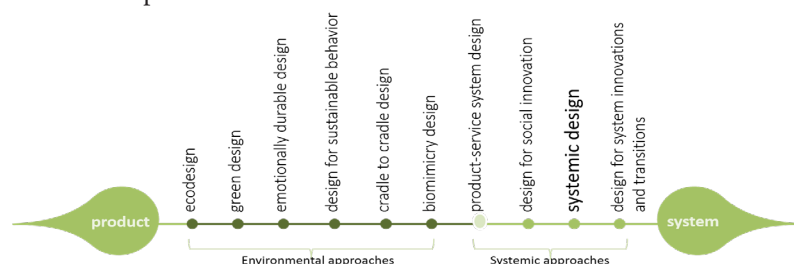 ecodesign
green design
emotionally durable design
design for sustainable behavior
cradle to cradle design
biomimicry design
product-service system design
design for social innovation
systemic design
design for system innovations
and transitions
product
system
Environmental approaches
Systemic approaches